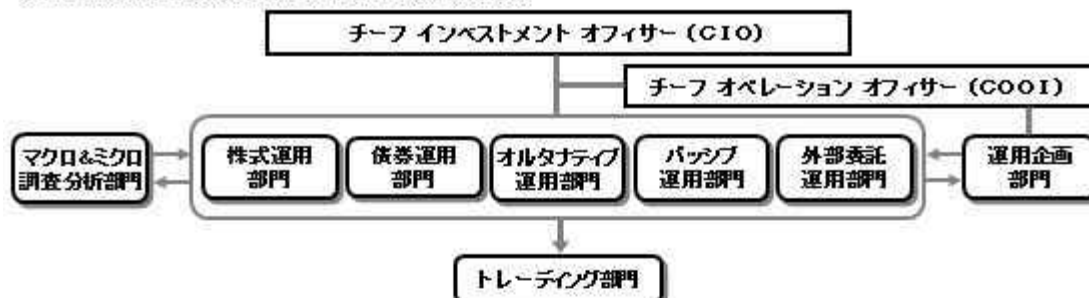 チーフ インベストメント オフィサー (CIO)
チーフ オペレーション オフィサー (COOI)
マクロ&ミクロ
調査分析部門
株式運用
部門
債券運用
部門
オルタナティブ
運用部門
パッシブ
運用部門
外部委託
運用部門
運用企画
部門
トレーディング部門